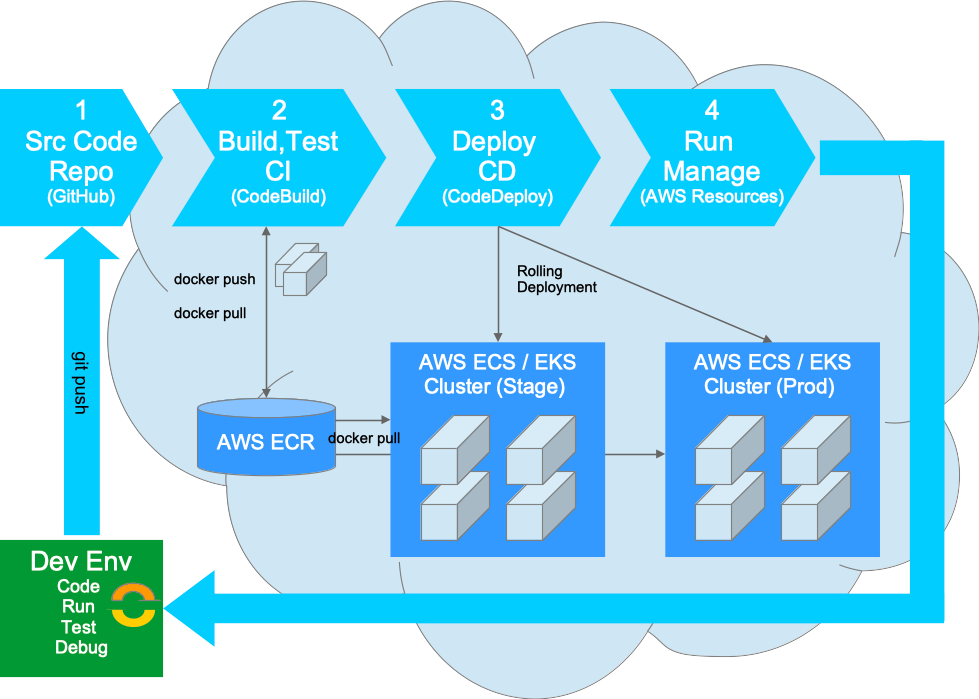 1
Src Code
Repo
(GitHub)
2
Build,Test
CI
(CodeBuild)
3
Deploy
CD
(CodeDeploy)
4
Run
Manage
(AWS Resources)
docker push
docker pull
Rolling
Deployment
git push
AWS ECS / EKS
Cluster (Stage)
AWS ECS / EKS
Cluster (Prod)
AWS ECR
docker pull
Dev Env
Code
Run
Test
Debug